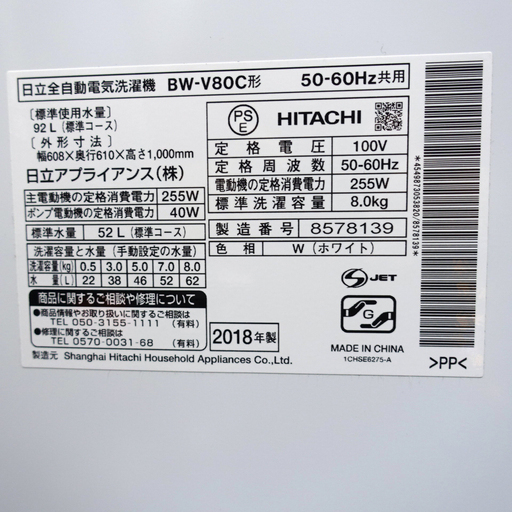 日立全自動電気洗濯機 BW-V80C形 50-60Hz共用
[標準使用水量]
92 L (標準コース)
[外形寸法]
幅608×奥行610×高さ1,000mm
日立アプライアンス(株)
主電動機の定格消費電力 255W
ポンプ電動機の定格消費電力 40W
標準水量 52 L (標準コース)
洗濯容量と水量 (手動設定の水量)
洗濯容量(kg) 0.5 3.0 5.0 7.0 8.0
水量(L) 22 38 46 52 62
商品に関するご相談や修理について
●商品情報やお取り扱いに関するご相談
TEL 050-3155-1111 (有料)
●修理に関するご相談
TEL 0570-0031-68 (有料)
2018年製
製造元 Shanghai Hitachi Household Appliances Co.,Ltd.
PS
E
HITACHI
定格電圧 100V
定格周波数 50-60Hz
電動機の定格消費電力 255W
標準洗濯容量 8.0kg
製造番号 8578139
色相 W (ホワイト)
S JET
G
MADE IN CHINA
1CHSE6275-A
*4549873053820/8578139*
>PP<